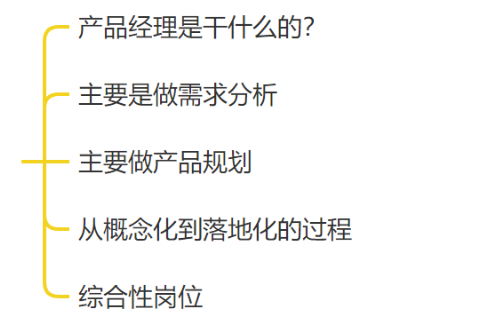 产品经理是干什么的？
主要是做需求分析
主要做产品规划
从概念化到落地化的过程
综合性岗位